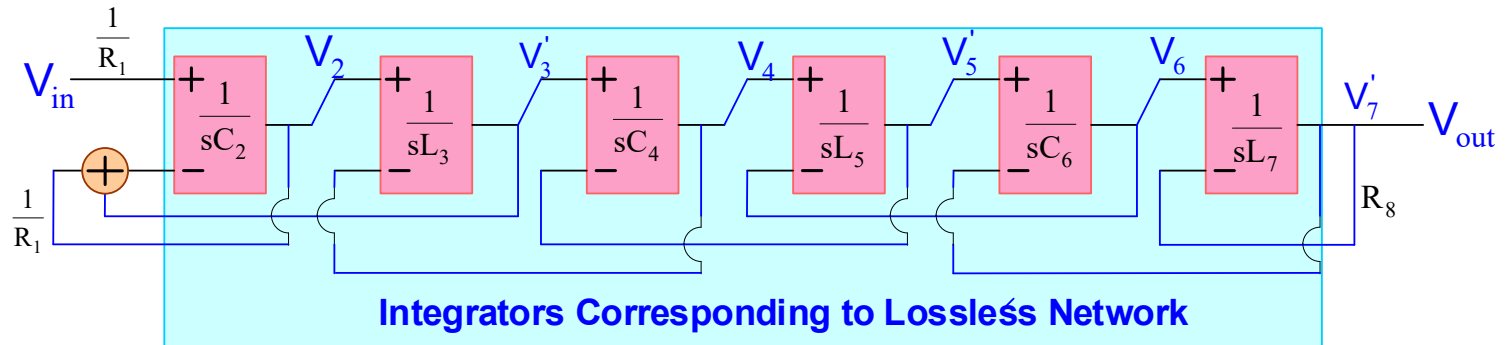 1/R₁
V₂
V'₃
V₄
V'₅
V₆
V'₇
Vin
+
1/sC₂
−
+
1/sL₃
−
+
1/sC₄
−
+
1/sL₅
−
+
1/sC₆
−
+
1/sL₇
−
Vout
+
1/R₁
R₈
Integrators Corresponding to Lossless Network